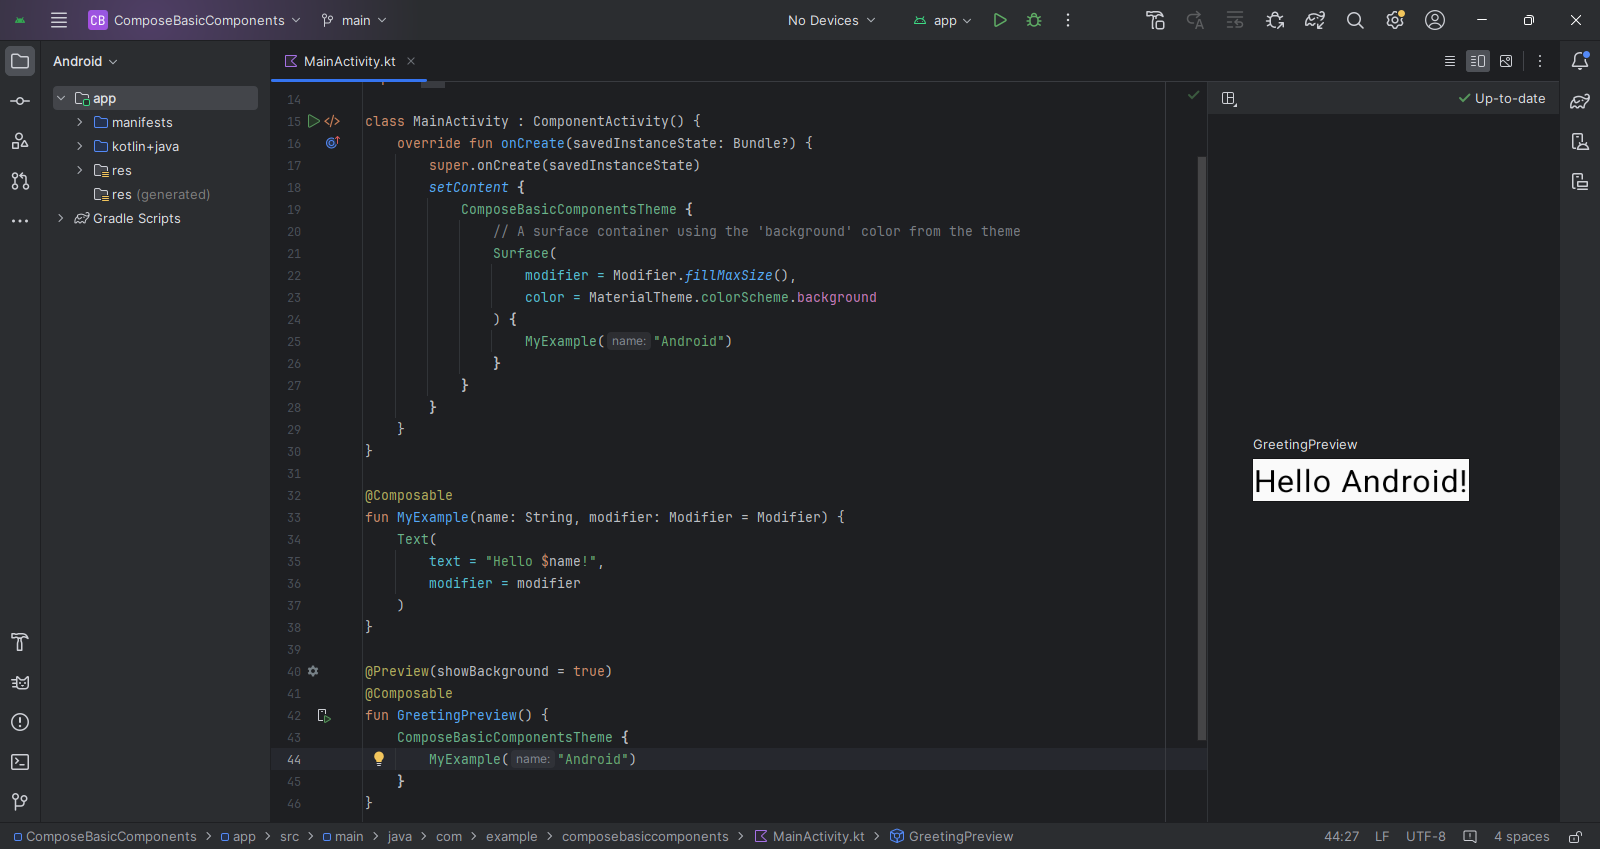 CB ComposeBasicComponents main No Devices app
Android
MainActivity.kt
app
manifests
kotlin+java
res
res (generated)
Gradle Scripts
14
15 class MainActivity : ComponentActivity() {
16 override fun onCreate(savedInstanceState: Bundle?) {
17 super.onCreate(savedInstanceState)
18 setContent {
19 ComposeBasicComponentsTheme {
20 // A surface container using the 'background' color from the theme
21 Surface(
22 modifier = Modifier.fillMaxSize(),
23 color = MaterialTheme.colorScheme.background
24 ) {
25 MyExample( name: "Android")
26 }
27 }
28 }
29 }
30 }
31
32 @Composable
33 fun MyExample(name: String, modifier: Modifier = Modifier) {
34 Text(
35 text = "Hello $name!",
36 modifier = modifier
37 )
38 }
39
40 @Preview(showBackground = true)
41 @Composable
42 fun GreetingPreview() {
43 ComposeBasicComponentsTheme {
44 MyExample( name: "Android")
45 }
46 }
Up-to-date
GreetingPreview
Hello Android!
ComposeBasicComponents > app > src > main > java > com > example > composebasiccomponents > MainActivity.kt > GreetingPreview 44:27 LF UTF-8 4 spaces